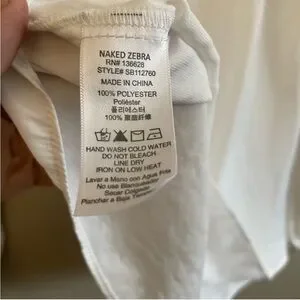 NAKED ZEBRA
RN# 136628
STYLE# SB112760
MADE IN CHINA
100% POLYESTER
Poliéster
폴리에스터
100% 聚酯纖維
HAND WASH COLD WATER
DO NOT BLEACH
LINE DRY
IRON ON LOW HEAT
Lavar a Mano con Agua Fria
No use Blanqueador
Secar Colgado
Planchar a Baja